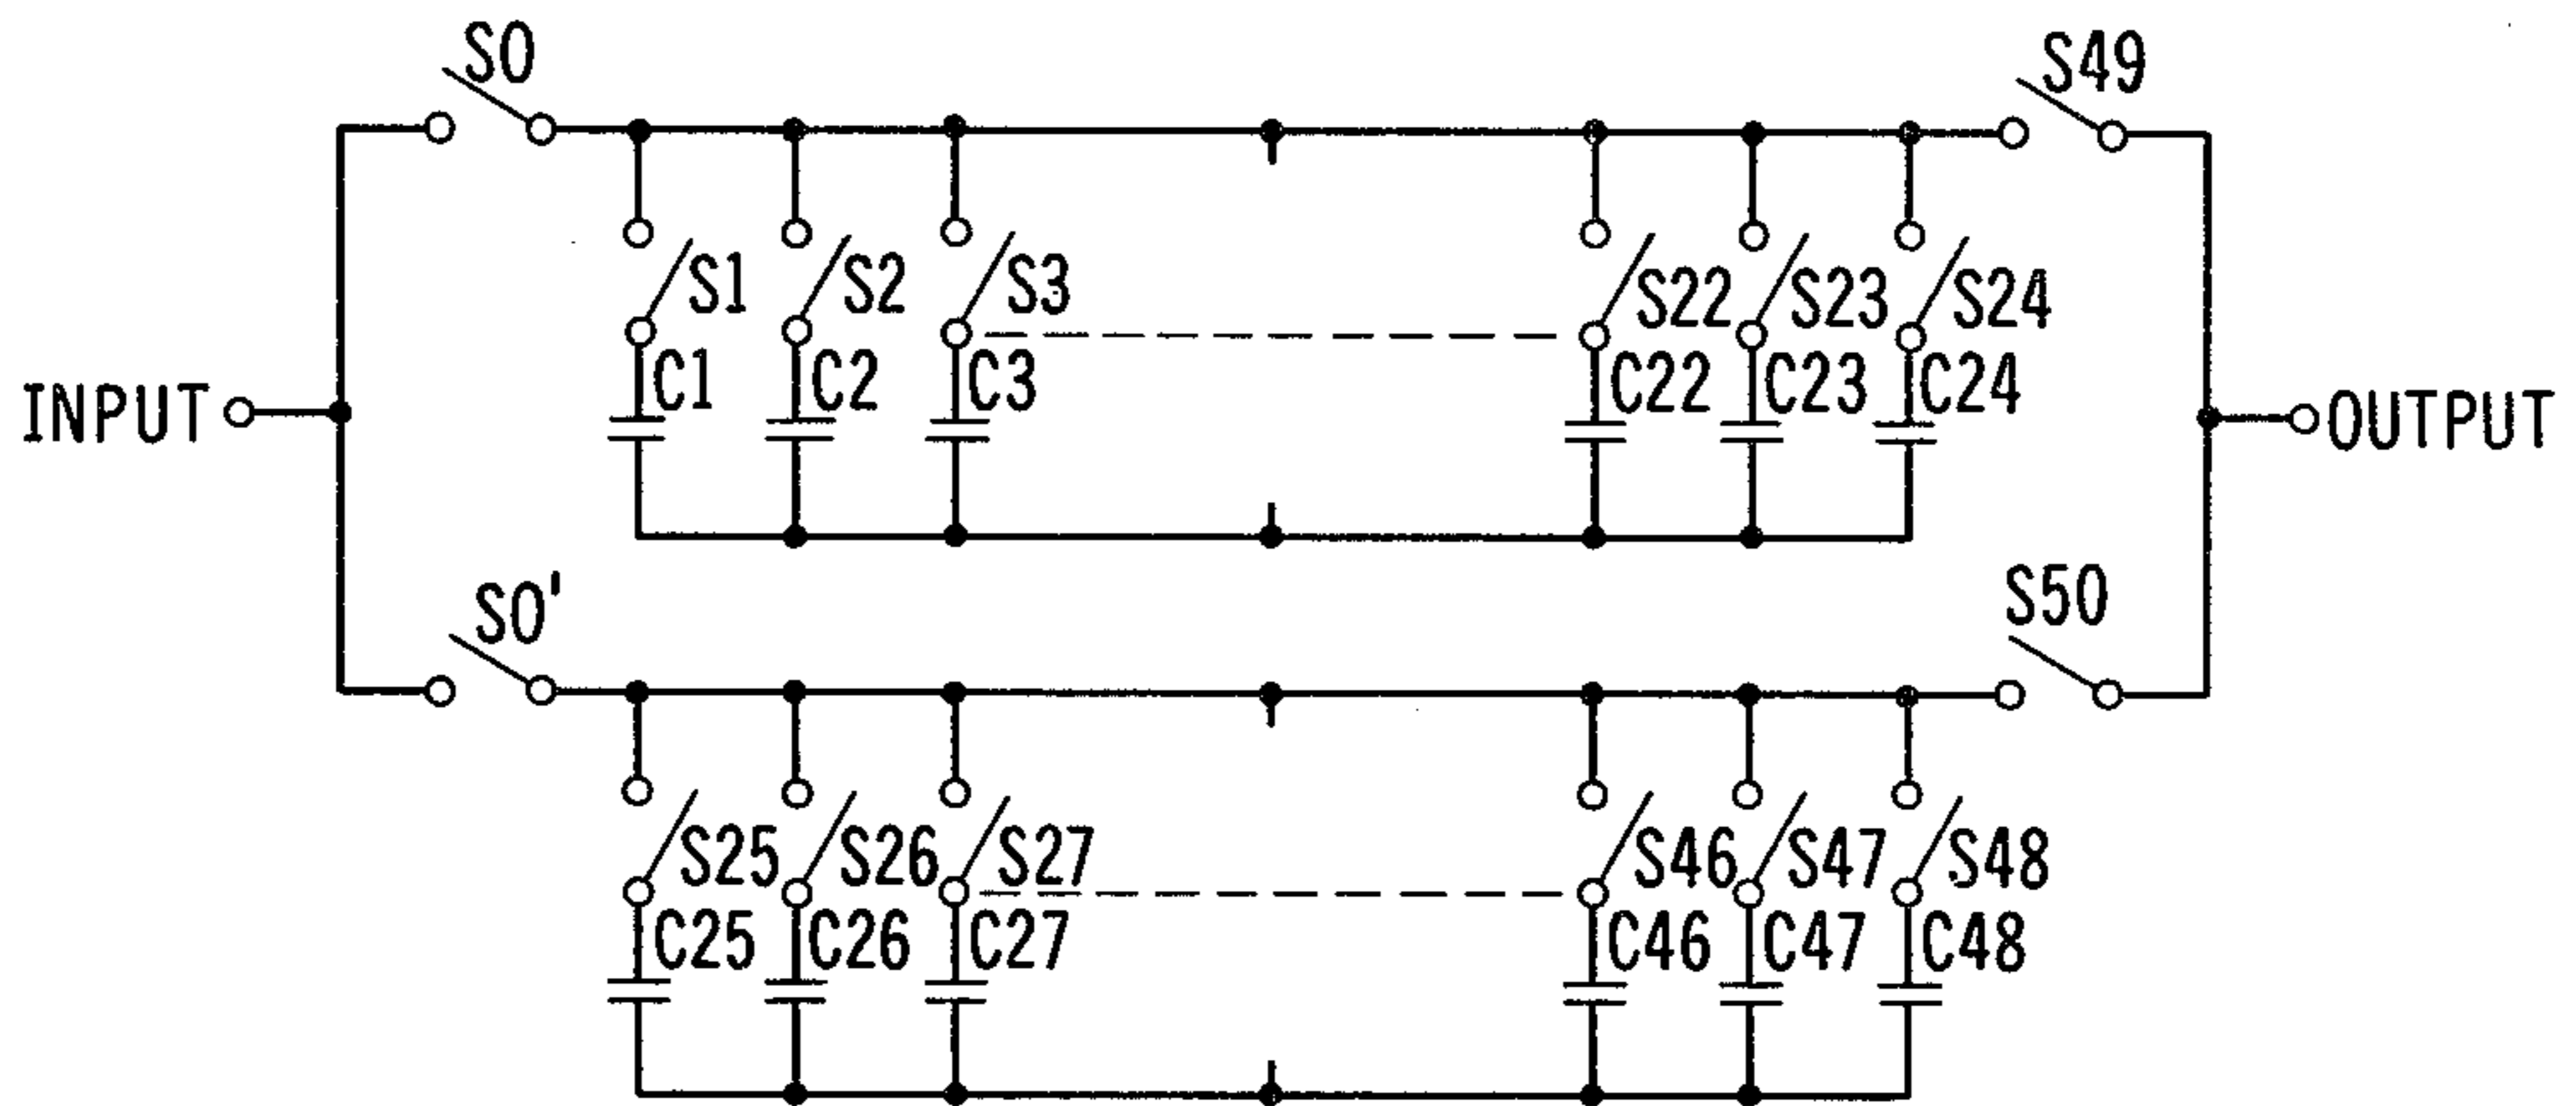 S0
S49
S1
S2
S3
S22
S23
S24
C1
C2
C3
C22
C23
C24
INPUT
OUTPUT
S0'
S50
S25
S26
S27
S46
S47
S48
C25
C26
C27
C46
C47
C48